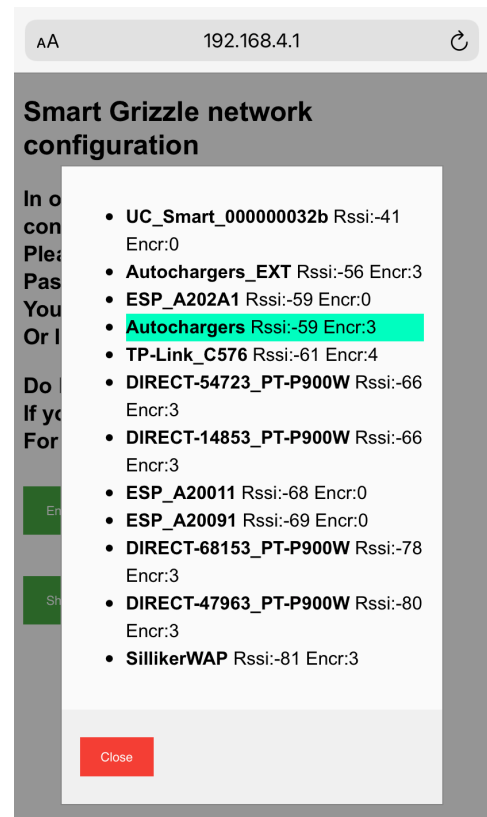 AA 192.168.4.1
Smart Grizzle network
configuration
In o
con
Plea
Pas
You
Or I
Do
If yo
For
En
Sh
UC_Smart_000000032b Rssi:-41
Encr:0
Autochargers_EXT Rssi:-56 Encr:3
ESP_A202A1 Rssi:-59 Encr:0
Autochargers Rssi:-59 Encr:3
TP-Link_C576 Rssi:-61 Encr:4
DIRECT-54723_PT-P900W Rssi:-66
Encr:3
DIRECT-14853_PT-P900W Rssi:-66
Encr:3
ESP_A20011 Rssi:-68 Encr:0
ESP_A20091 Rssi:-69 Encr:0
DIRECT-68153_PT-P900W Rssi:-78
Encr:3
DIRECT-47963_PT-P900W Rssi:-80
Encr:3
SillikerWAP Rssi:-81 Encr:3
Close